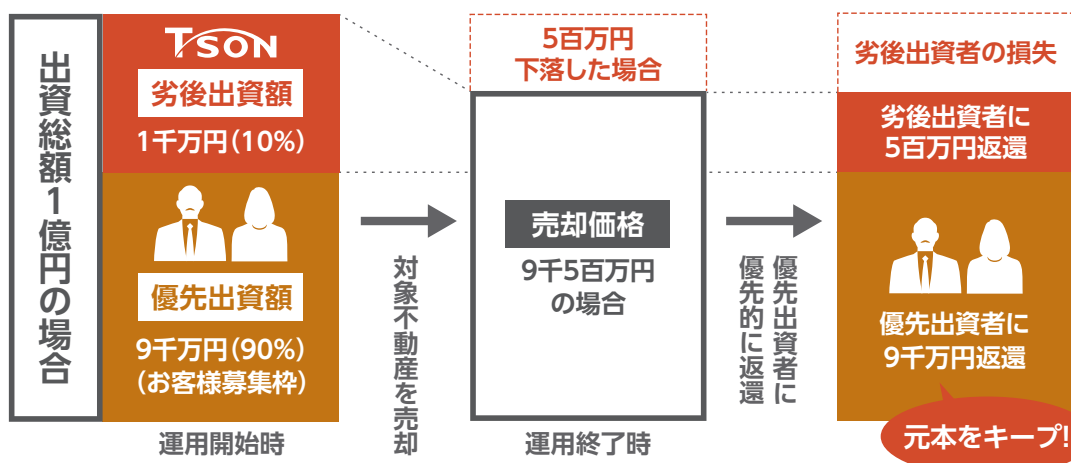 出資総額1億円の場合
TSON
劣後出資額
1千万円(10%)
優先出資額
9千万円(90%)
(お客様募集枠)
運用開始時
対象不動産を売却
5百万円
下落した場合
売却価格
9千5百万円
の場合
運用終了時
優先出資者に
優先的に返還
劣後出資者の損失
劣後出資者に
5百万円返還
優先出資者に
9千万円返還
元本をキープ!